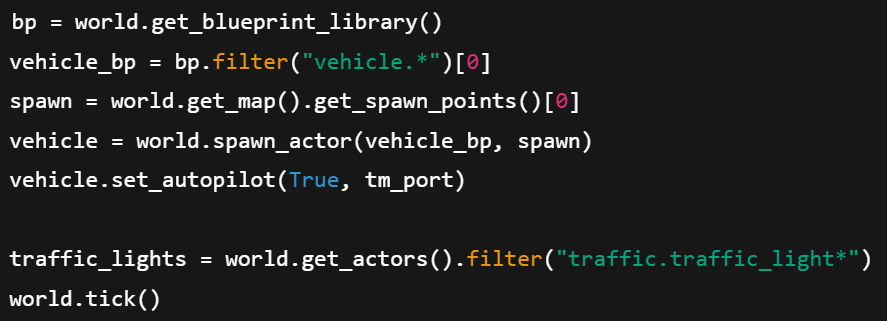 bp = world.get_blueprint_library()
vehicle_bp = bp.filter("vehicle.*")[0]
spawn = world.get_map().get_spawn_points()[0]
vehicle = world.spawn_actor(vehicle_bp, spawn)
vehicle.set_autopilot(True, tm_port)
traffic_lights = world.get_actors().filter("traffic.traffic_light*")
world.tick()